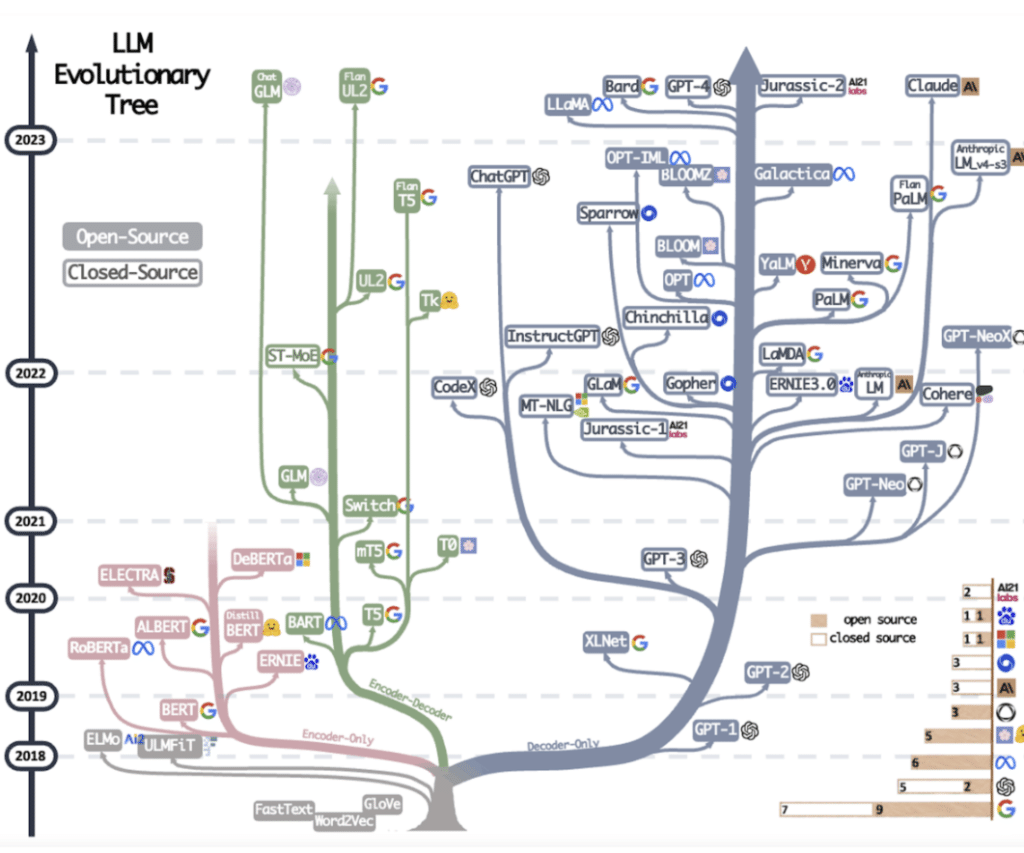 LLM
Evolutionary
Tree
Open-Source
Closed-Source
2023
2022
2021
2020
2019
2018
Chat
GLM
Flan
UL2
Flan
T5
UL2
Tk
ST-MoE
GLM
Switch
mT5
T0
T5
BART
Encoder-Decoder
DeBERTa
ELECTRA
ALBERT
Distill
BERT
RoBERTa
ERNIE
BERT
Encoder-Only
ELMo
Ai2
ULMFiT
FastText
GloVe
Word2Vec
Bard
GPT-4
Jurassic-2
AI21
labs
Claude
A\
LLaMA
OPT-IML
BLOOMZ
Galactica
Anthropic
LM_v4-s3
A\
ChatGPT
Flan
PaLM
Sparrow
BLOOM
YaLM
Y
Minerva
OPT
PaLM
Chinchilla
InstructGPT
GPT-NeoX
LaMDA
CodeX
GLaM
Gopher
ERNIE3.0
Anthropic
LM
A\
Cohere
MT-NLG
Jurassic-1
AI21
labs
GPT-J
GPT-Neo
GPT-3
XLNet
GPT-2
GPT-1
Decoder-Only
open source
closed source
2
AI21
labs
1 1
1 1
3
3
A\
3
5
6
5 2
7 9